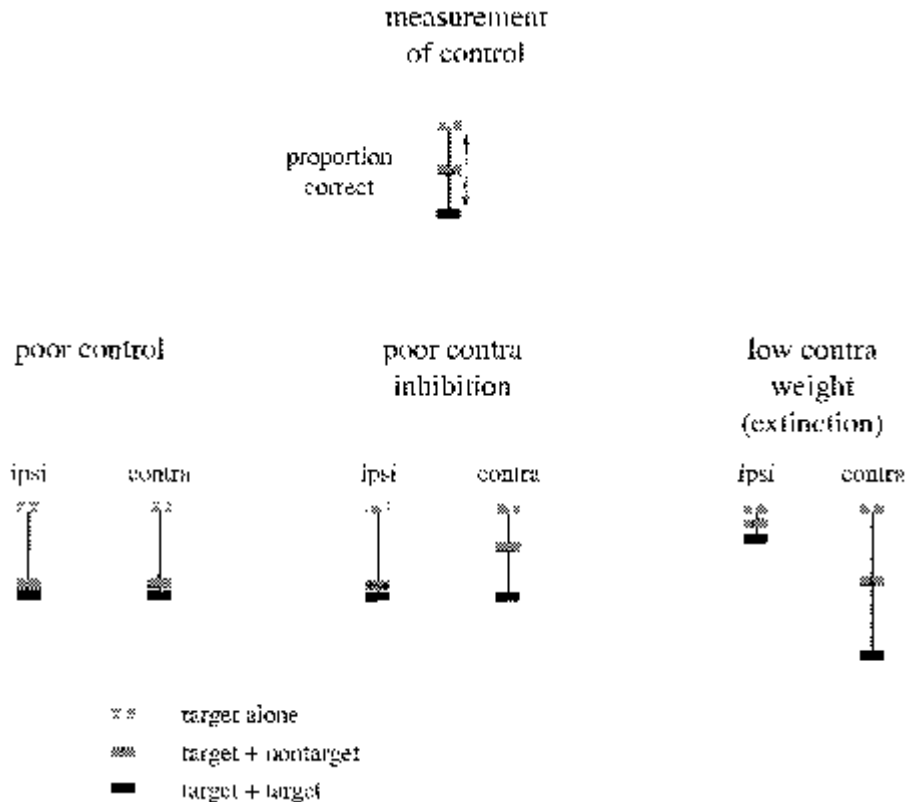 measurement
of control
proportion
correct
poor control
poor contra
inhibition
low contra
weight
(extinction)
ipsi
contra
ipsi
contra
ipsi
contra
target alone
target + nontarget
target + target